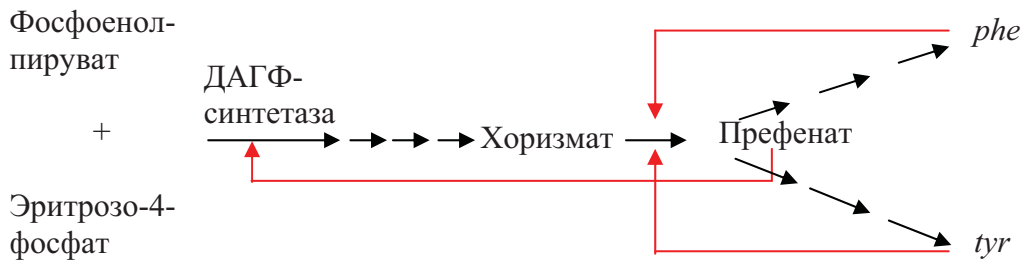 Фосфоенол-
пируват
+
Эритрозо-4-
фосфат
ДАГФ-
синтетаза
Хоризмат
Префенат
phe
tyr